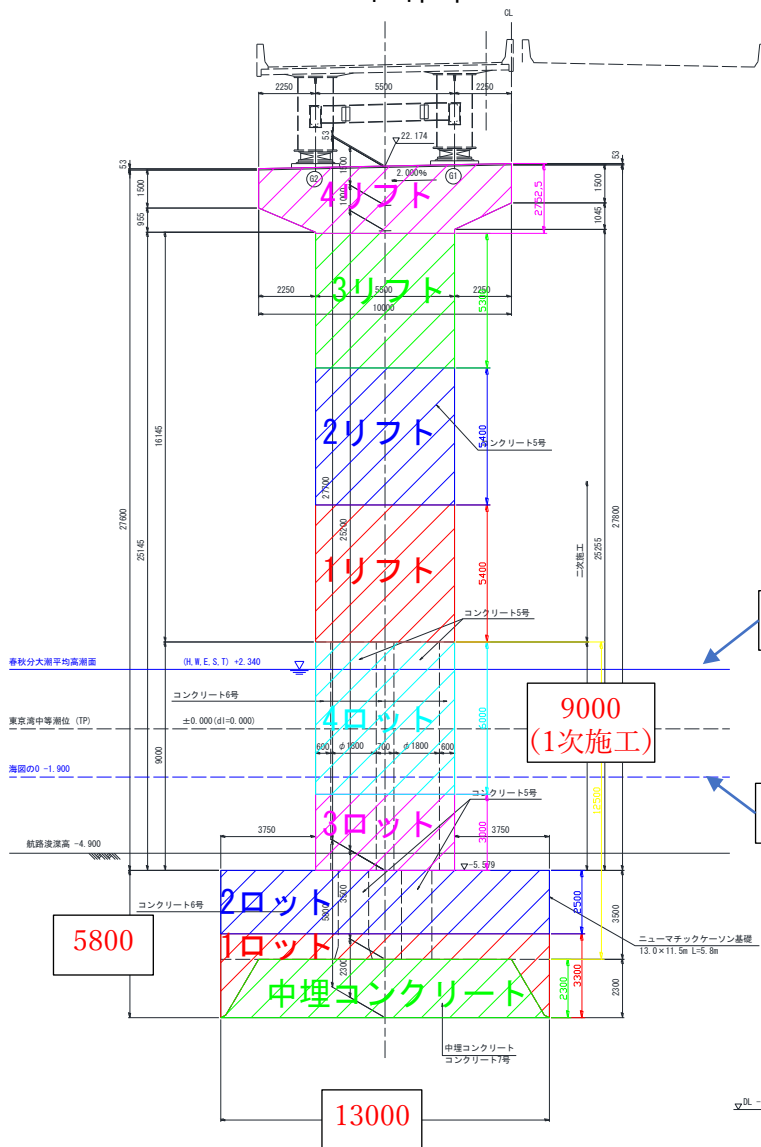 CL
2250
5500
2250
22.174
53
53
1500
955
G2
G1
2.000%
1500
1045
2752.5
4リフト
2250
5500
2250
10000
3リフト
5300
2リフト
5400
コンクリート5号
27700
25200
16145
27600
25145
27800
25255
二次施工
1リフト
5400
コンクリート5号
春秋分大潮平均高潮面
(H.W.E.S.T) +2.340
コンクリート6号
東京湾中等潮位 (TP)
±0.000(dl=0.000)
4ロット
6000
9000
(1次施工)
9000
9000
600
φ1800
700
φ1800
600
海図の0 -1.900
12500
コンクリート5号
3750
3ロット
3000
3750
航路浚渫高 -4.900
-5.579
コンクリート6号
2ロット
3500
5800
2500
3500
5800
1ロット
ニューマチックケーソン基礎
13.0×11.5m L=5.8m
2300
中埋コンクリート
2300
3300
2300
中埋コンクリート
コンクリート7号
13000
DL -